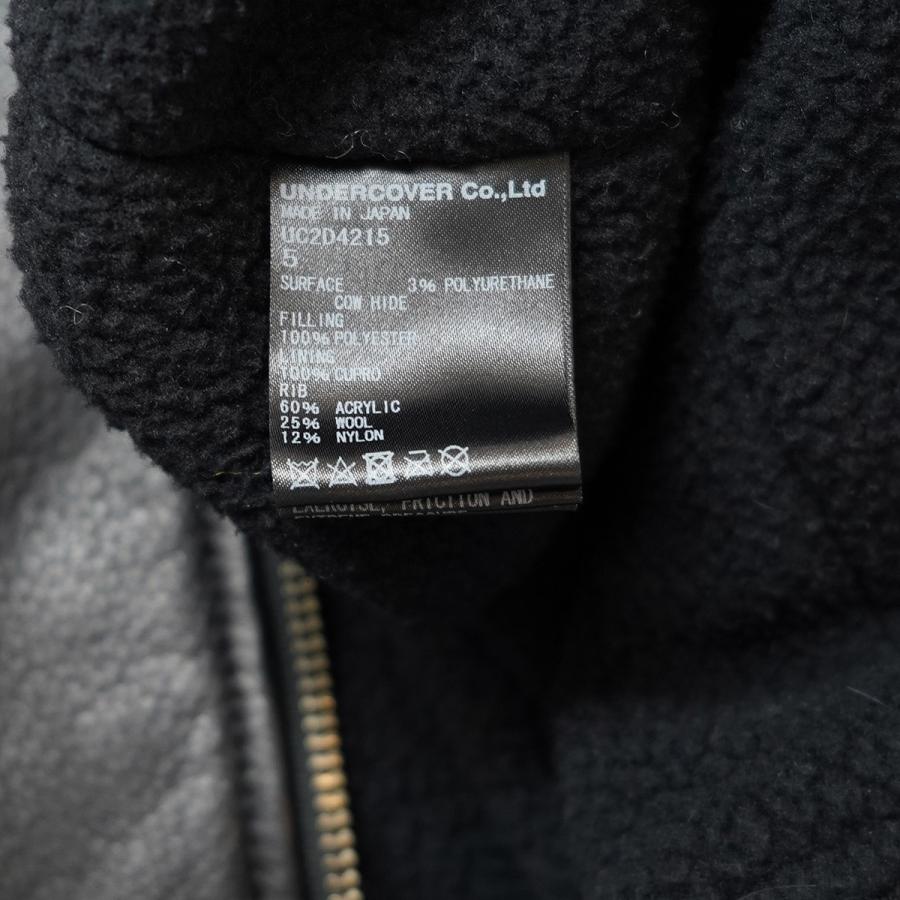 UNDERCOVER Co.,Ltd
MADE IN JAPAN
UC2D4215
5
SURFACE 3% POLYURETHANE
COW HIDE
FILLING
100% POLYESTER
LINING
100% CUPRO
RIB
60% ACRYLIC
25% WOOL
12% NYLON
EXERCISE, FRICTION AND